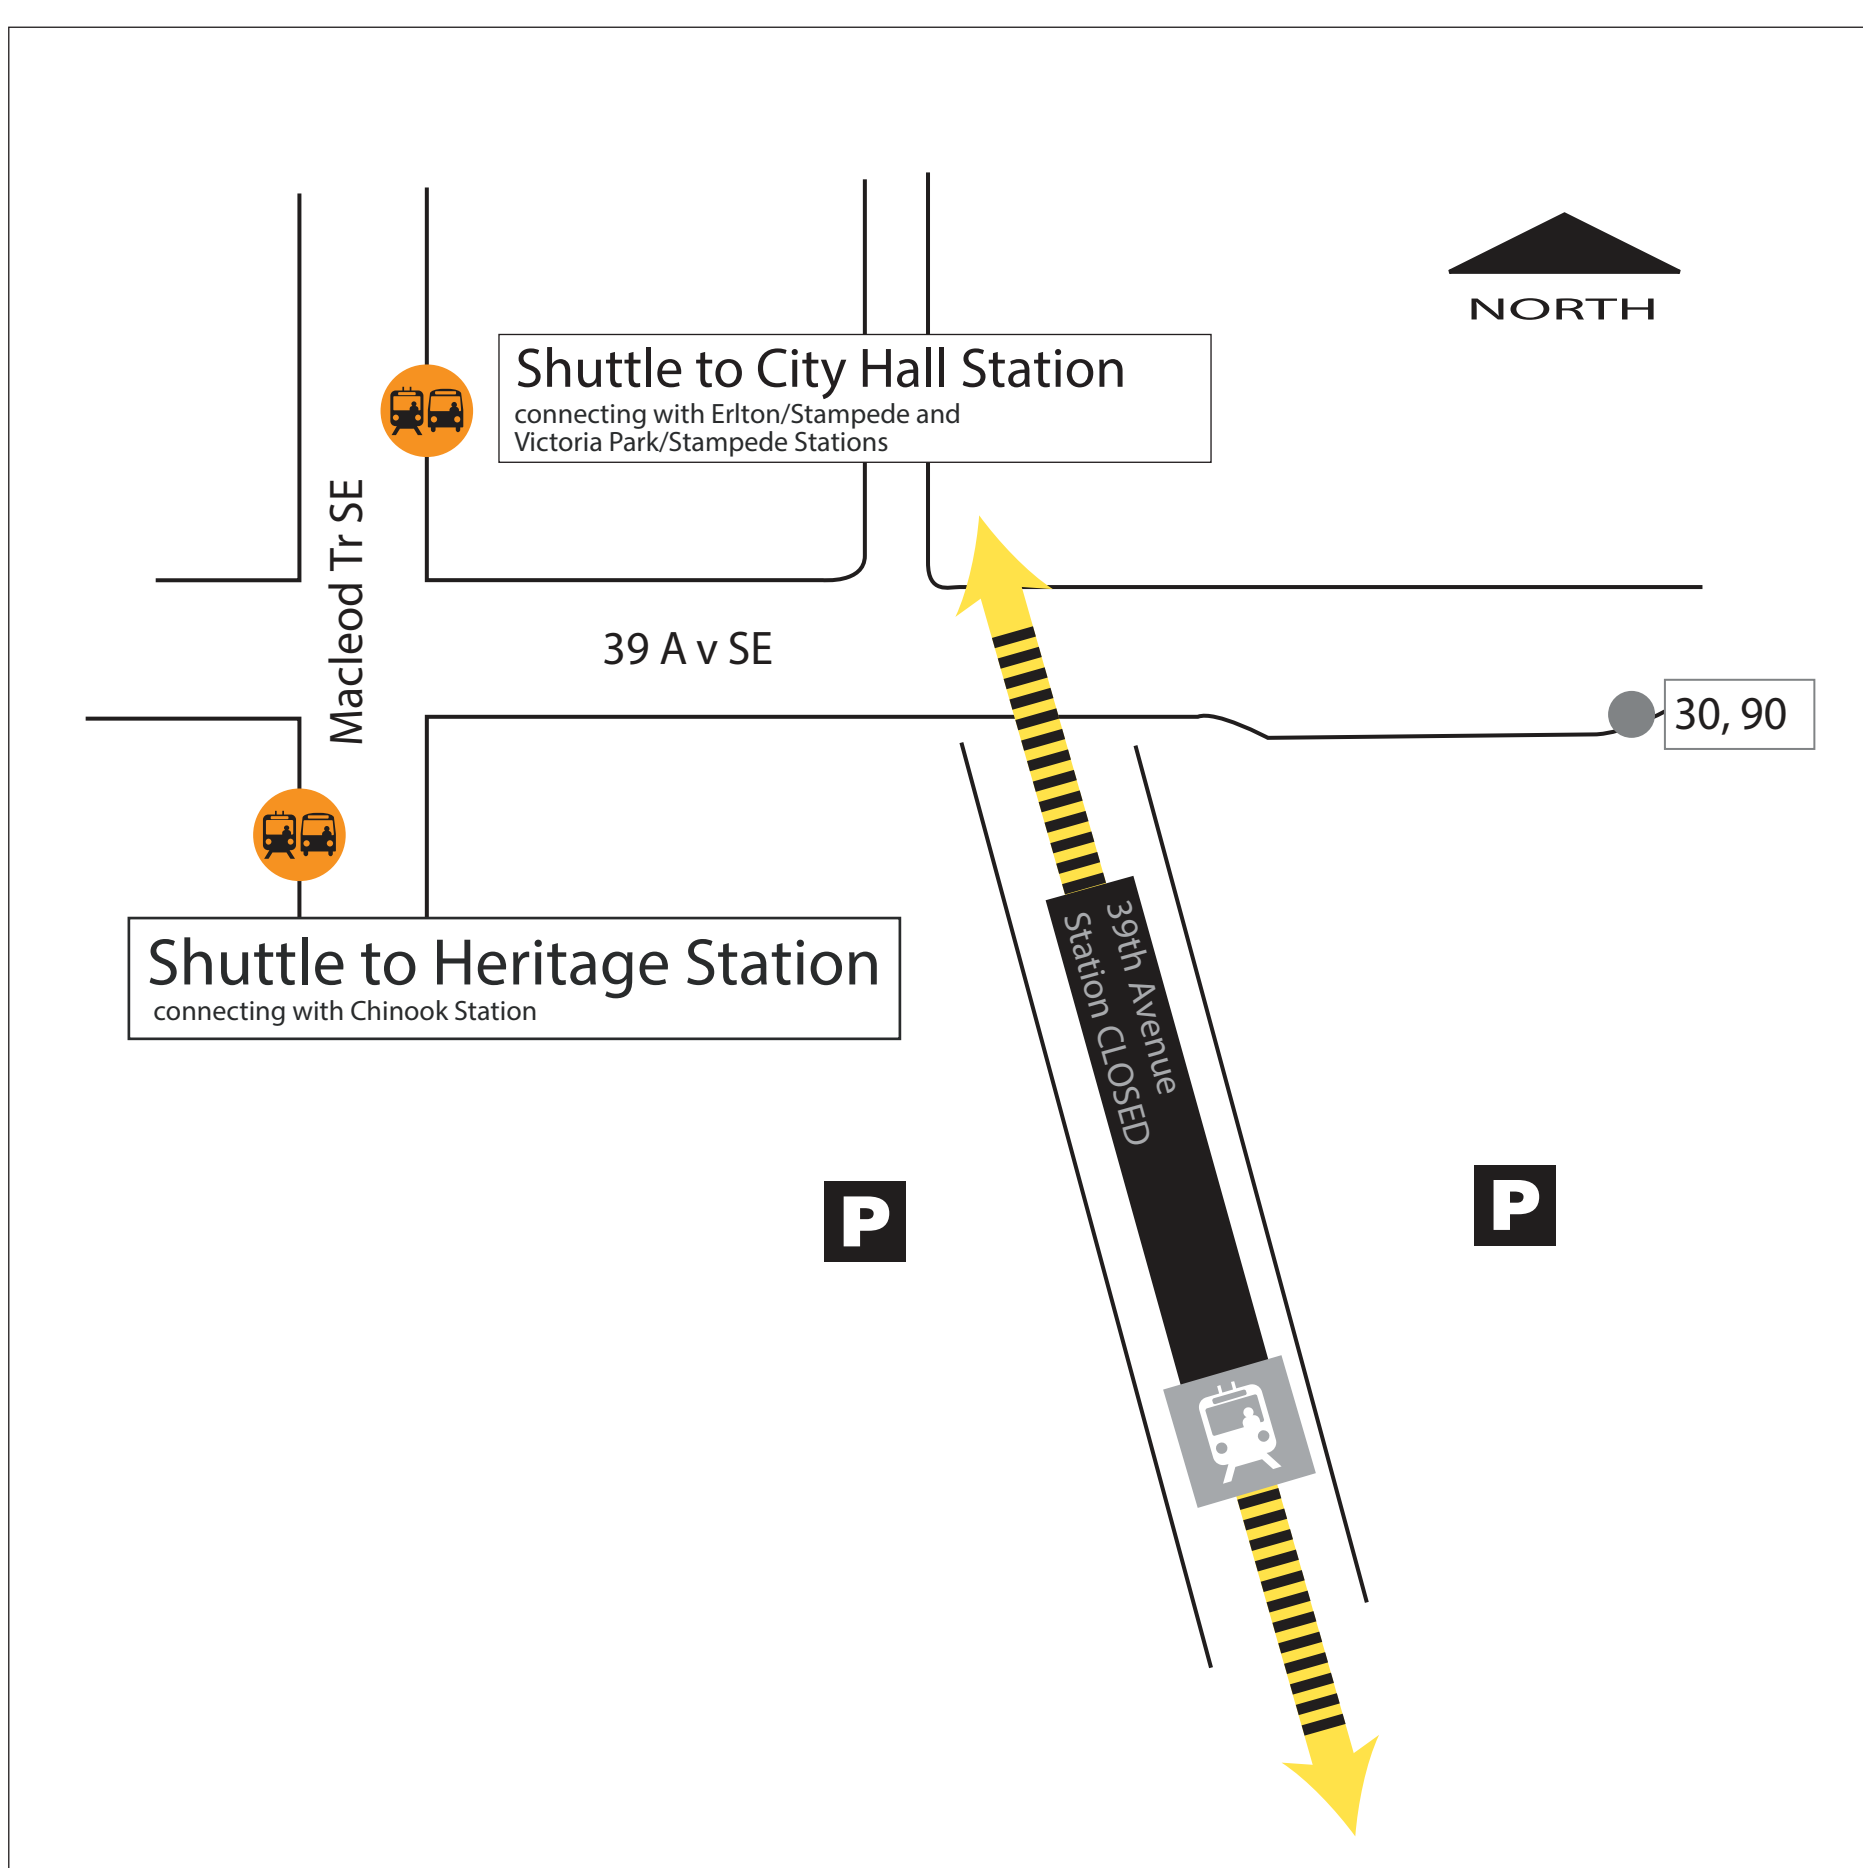 NORTH
Shuttle to City Hall Station
connecting with Erlton/Stampede and
Victoria Park/Stampede Stations
Macleod Tr SE
39 A v SE
30, 90
Shuttle to Heritage Station
connecting with Chinook Station
39th Avenue
Station CLOSED
P
P